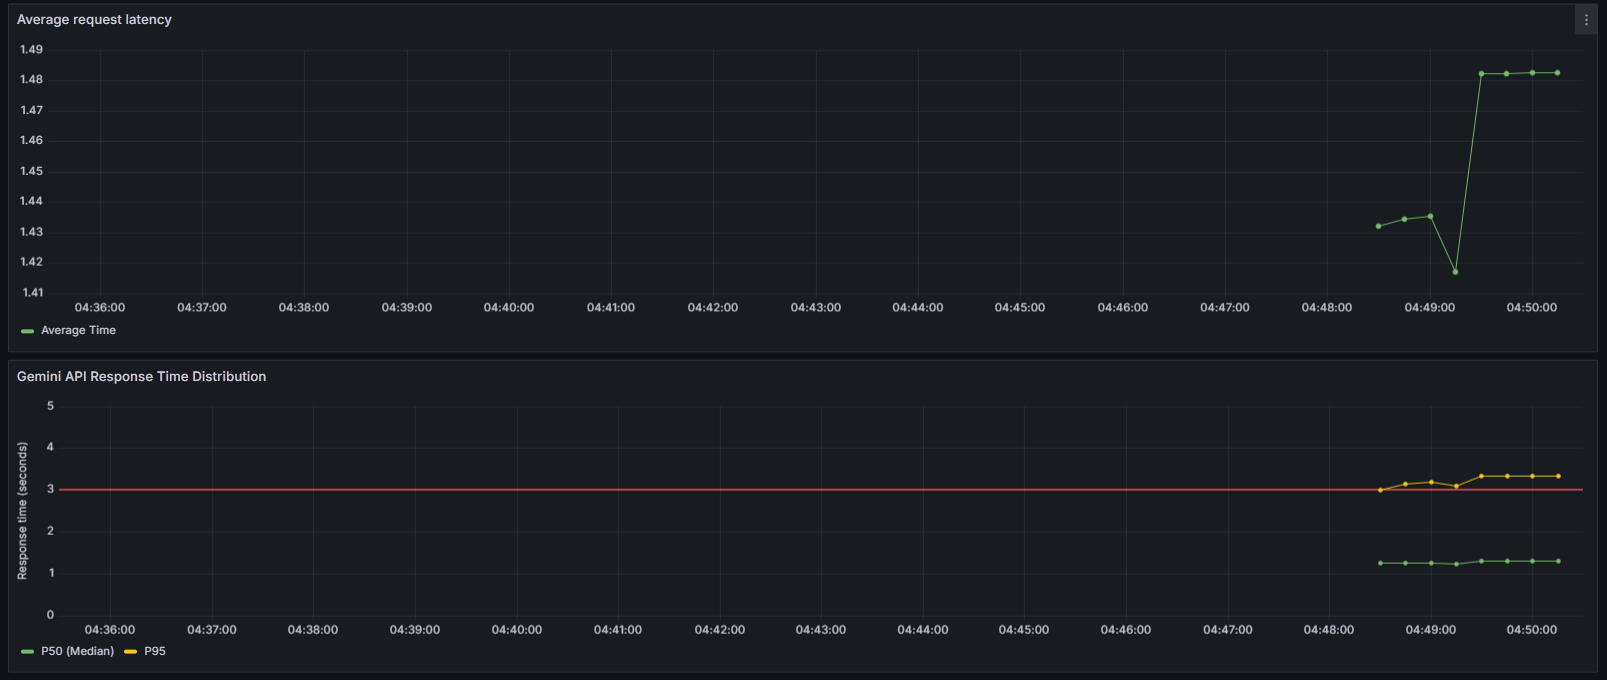 Average request latency
1.49
1.48
1.47
1.46
1.45
1.44
1.43
1.42
1.41
04:36:00 04:37:00 04:38:00 04:39:00 04:40:00 04:41:00 04:42:00 04:43:00 04:44:00 04:45:00 04:46:00 04:47:00 04:48:00 04:49:00 04:50:00
Average Time
Gemini API Response Time Distribution
Response time (seconds)
5
4
3
2
1
0
04:36:00 04:37:00 04:38:00 04:39:00 04:40:00 04:41:00 04:42:00 04:43:00 04:44:00 04:45:00 04:46:00 04:47:00 04:48:00 04:49:00 04:50:00
P50 (Median) P95